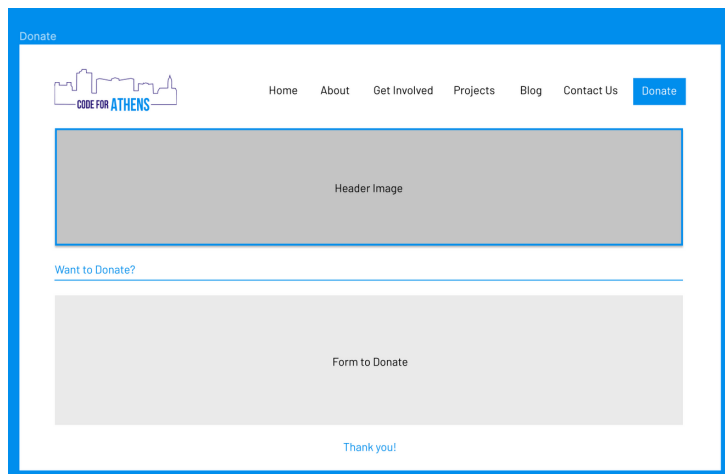 Donate
CODE FOR ATHENS
Home About Get Involved Projects Blog Contact Us Donate
Header Image
Want to Donate?
Form to Donate
Thank you!